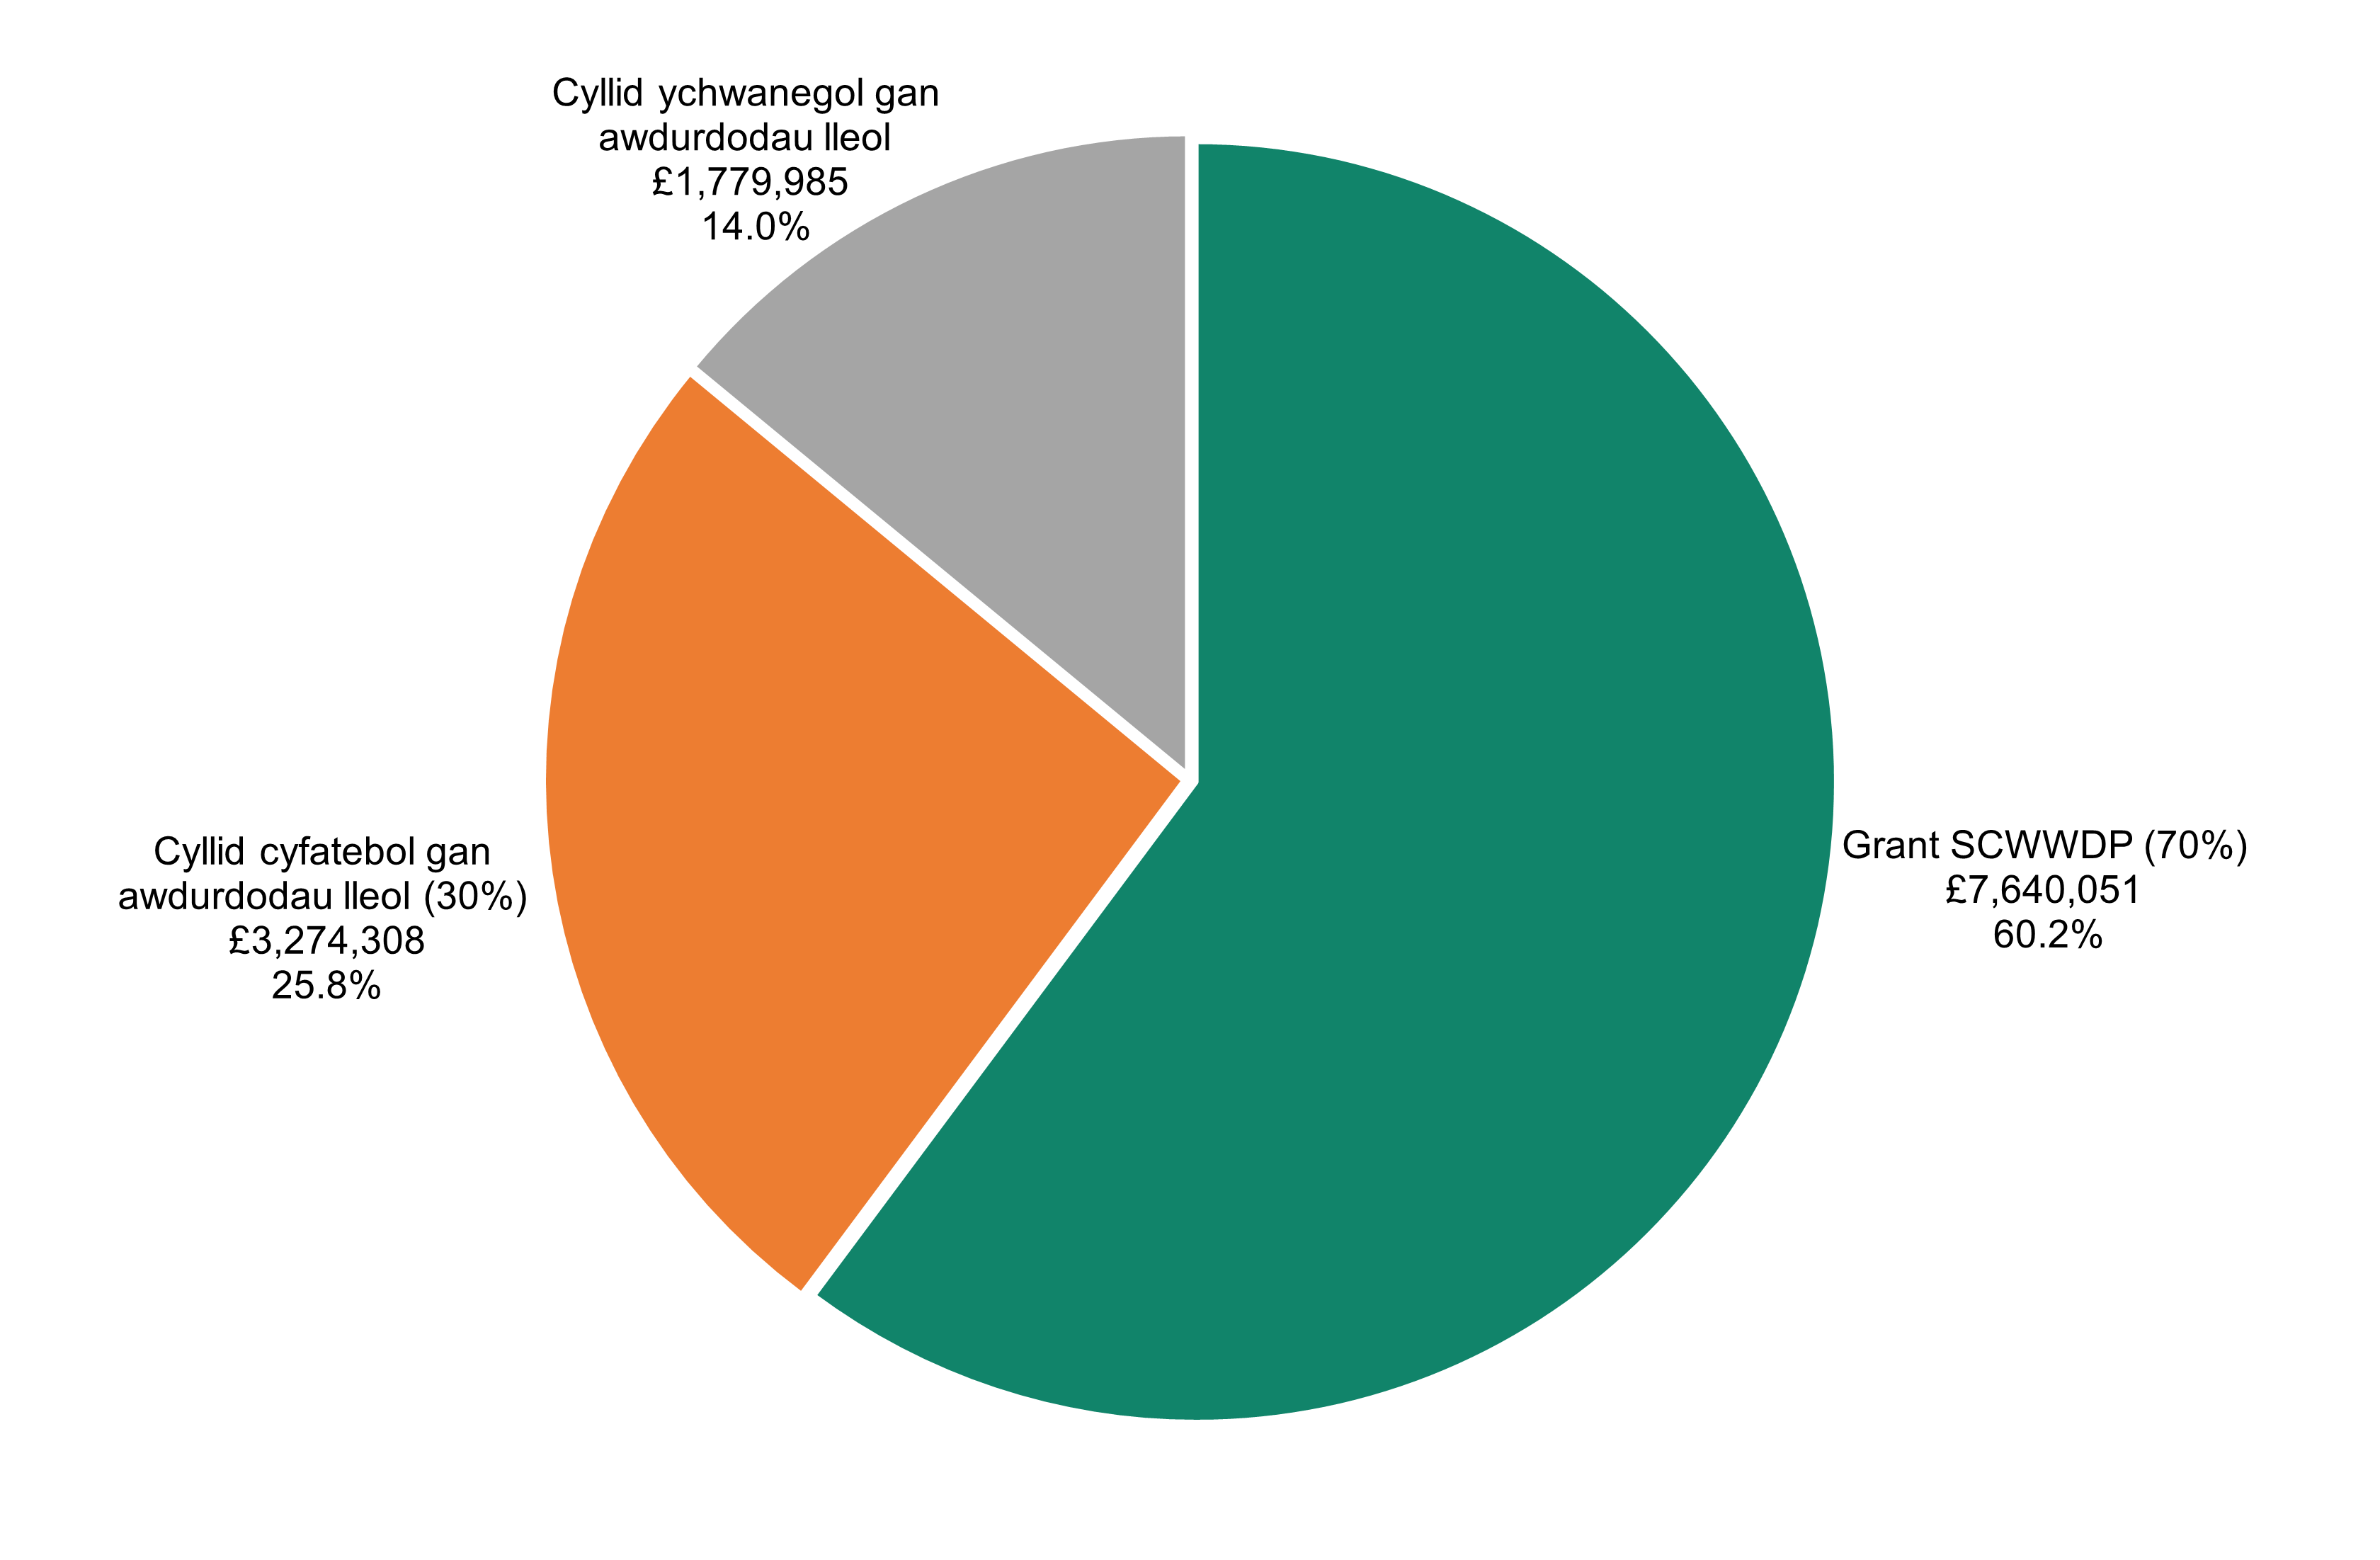 Cyllid ychwanegol gan
awdurdodau lleol
£1,779,985
14.0%
Cyllid cyfatebol gan
awdurdodau lleol (30%)
£3,274,308
25.8%
Grant SCWWDP (70%)
£7,640,051
60.2%